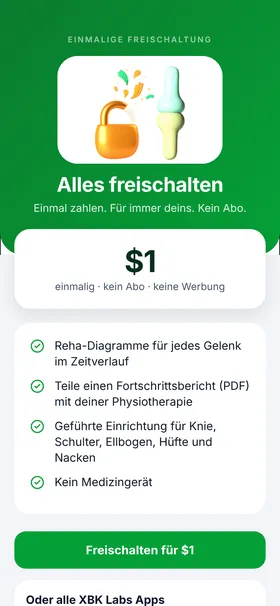 EINMALIGE FREISCHALTUNG
Alles freischalten
Einmal zahlen. Für immer deins. Kein Abo.
$1
einmalig · kein Abo · keine Werbung
Reha-Diagramme für jedes Gelenk
im Zeitverlauf
Teile einen Fortschrittsbericht (PDF)
mit deiner Physiotherapie
Geführte Einrichtung für Knie,
Schulter, Ellbogen, Hüfte und
Nacken
Kein Medizingerät
Freischalten für $1
Oder alle XBK Labs Apps